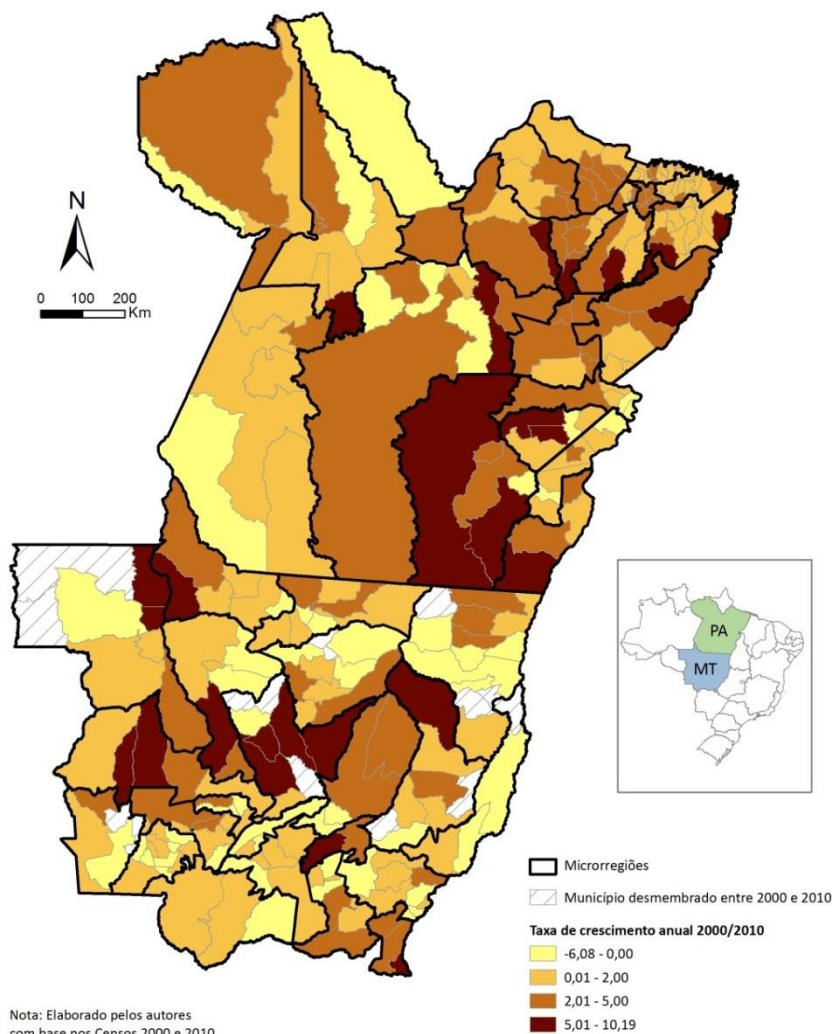 N
0 100 200
Km
PA
MT
Microrregiões
Município desmembrado entre 2000 e 2010
Taxa de crescimento anual 2000/2010
-6,08 - 0,00
0,01 - 2,00
2,01 - 5,00
5,01 - 10,19
Nota: Elaborado pelos autores
com base nos Censos 2000 e 2010